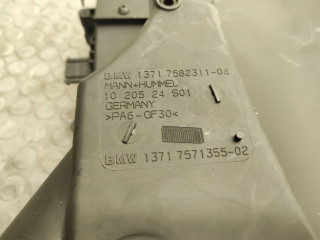 BMW 1371 7582311-04
MANN+HUMMEL
10 205 24 S01
GERMANY
>PA6-GF30<
BMW 1371 7571355-02